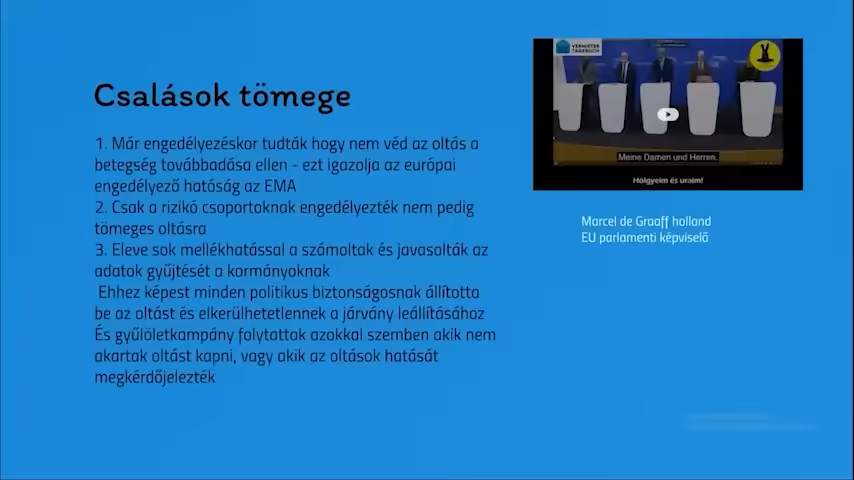 Csalások tömege
1. Már engedélyezéskor tudták hogy nem véd az oltás a
betegség továbbadása ellen - ezt igazolja az európai
engedélyező hatóság az EMA
2. Csak a rizikó csoportoknak engedélyezték nem pedig
tömeges oltásra
3. Eleve sok mellékhatással a számoltak és javasolták az
adatok gyűjtését a kormányoknak
Ehhez képest minden politikus biztonságosnak állította
be az oltást és elkerülhetetlennek a járvány leállításához
És gyűlöletkampány folytattak azokkal szemben akik nem
akartak oltást kapni, vagy akik az oltások hatását
megkérdőjelezték
VERMIETER
TAGEBUCH
Meine Damen und Herren,
Hölgyeim és uraim!
Marcel de Graaff holland
EU parlamenti képviselő